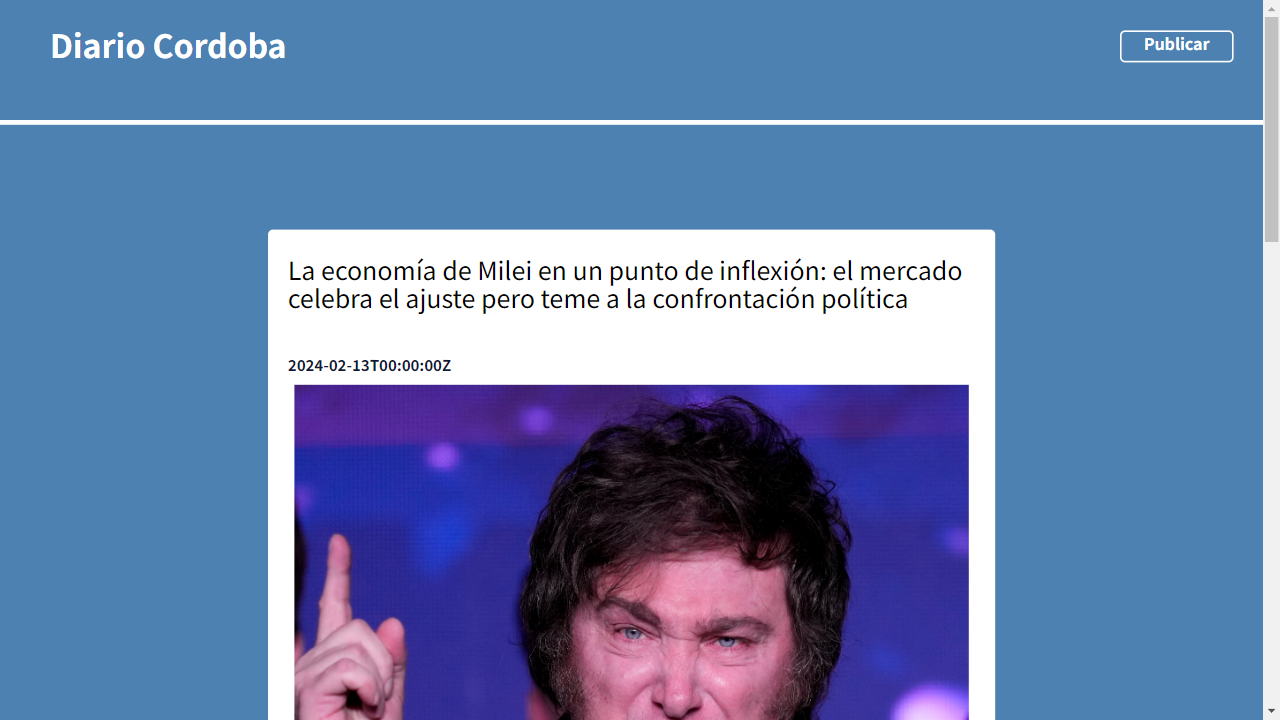 Diario Cordoba
Publicar
La economía de Milei en un punto de inflexión: el mercado
celebra el ajuste pero teme a la confrontación política
2024-02-13T00:00:00Z